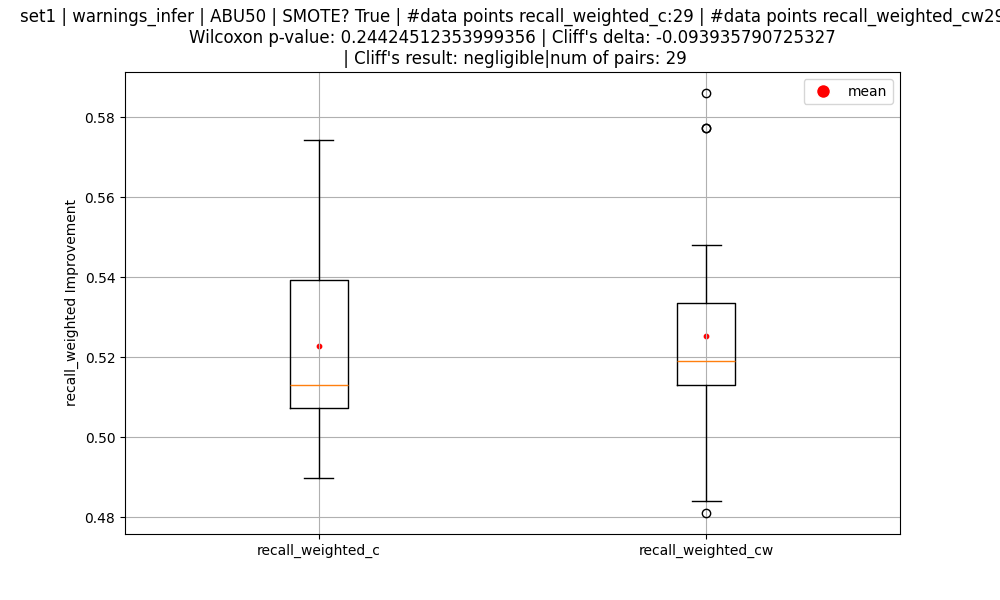 set1 | warnings_infer | ABU50 | SMOTE? True | #data points recall_weighted_c:29 | #data points recall_weighted_cw29
Wilcoxon p-value: 0.24424512353999356 | Cliff's delta: -0.093935790725327
| Cliff's result: negligible|num of pairs: 29
mean
0.58
0.56
0.54
0.52
0.50
0.48
recall_weighted Improvement
recall_weighted_c
recall_weighted_cw